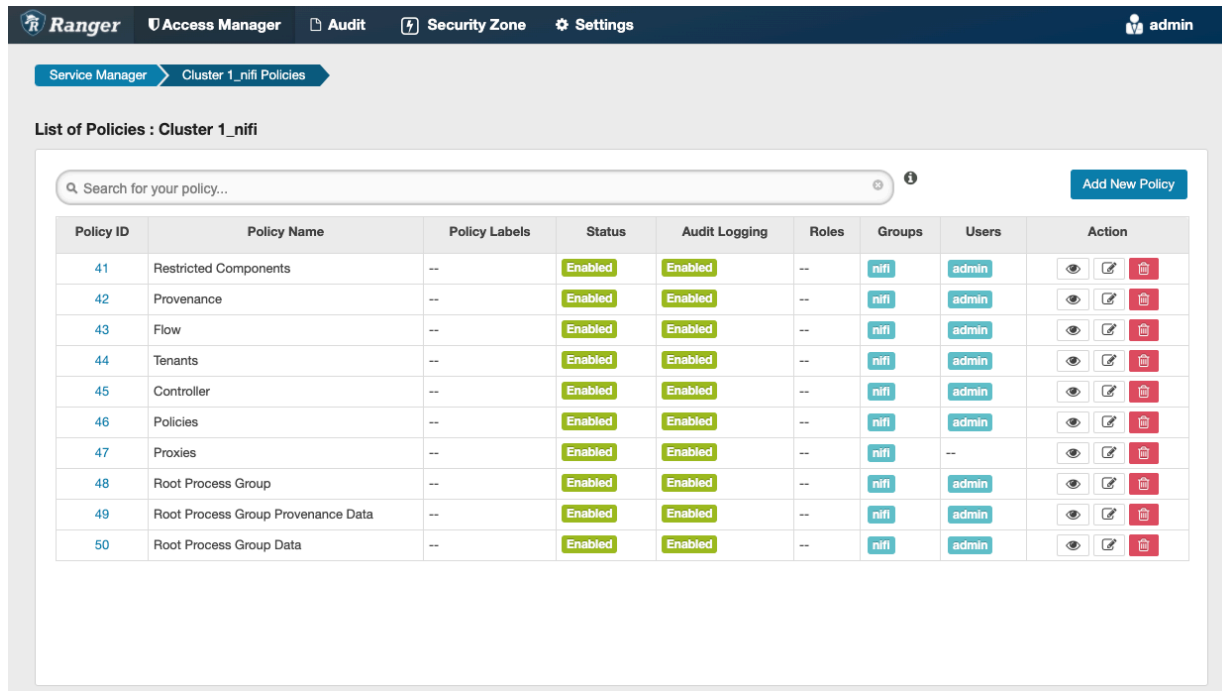 Ranger Access Manager Audit Security Zone Settings admin
Service Manager Cluster 1_nifi Policies
List of Policies : Cluster 1_nifi
Search for your policy... Add New Policy
Policy ID Policy Name Policy Labels Status Audit Logging Roles Groups Users Action
41 Restricted Components -- Enabled Enabled -- nifi admin
42 Provenance -- Enabled Enabled -- nifi admin
43 Flow -- Enabled Enabled -- nifi admin
44 Tenants -- Enabled Enabled -- nifi admin
45 Controller -- Enabled Enabled -- nifi admin
46 Policies -- Enabled Enabled -- nifi admin
47 Proxies -- Enabled Enabled -- nifi --
48 Root Process Group -- Enabled Enabled -- nifi admin
49 Root Process Group Provenance Data -- Enabled Enabled -- nifi admin
50 Root Process Group Data -- Enabled Enabled -- nifi admin